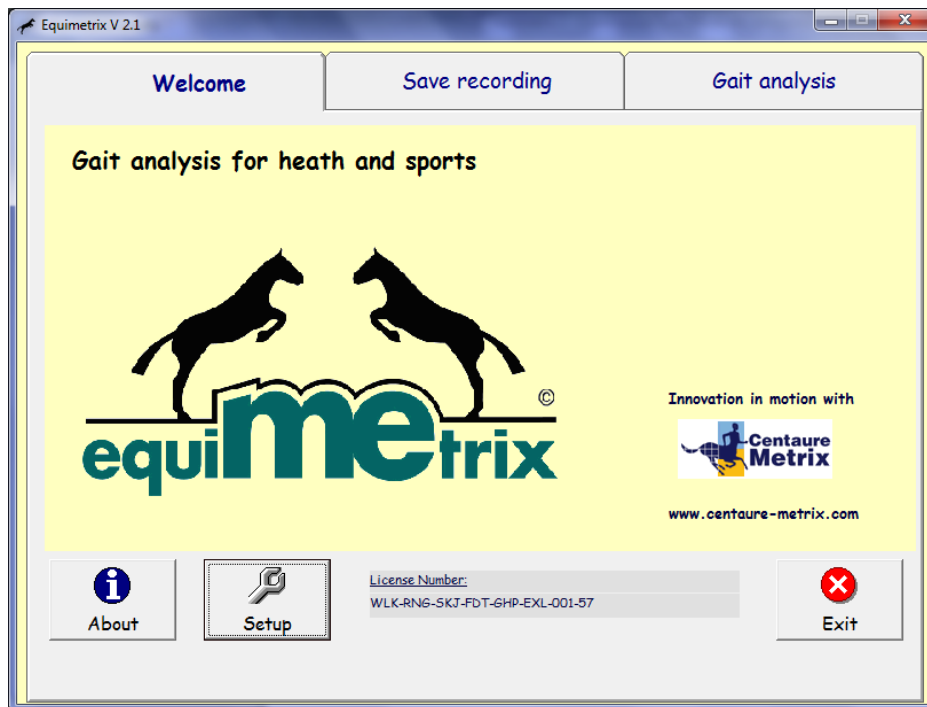 Equimetrix V 2.1
Welcome
Save recording
Gait analysis
Gait analysis for heath and sports
©
equiMetrix
Innovation in motion with
Centaure
Metrix
www.centaure-metrix.com
License Number:
WLK-RNG-SKJ-FDT-GHP-EXL-001-57
About
Setup
Exit